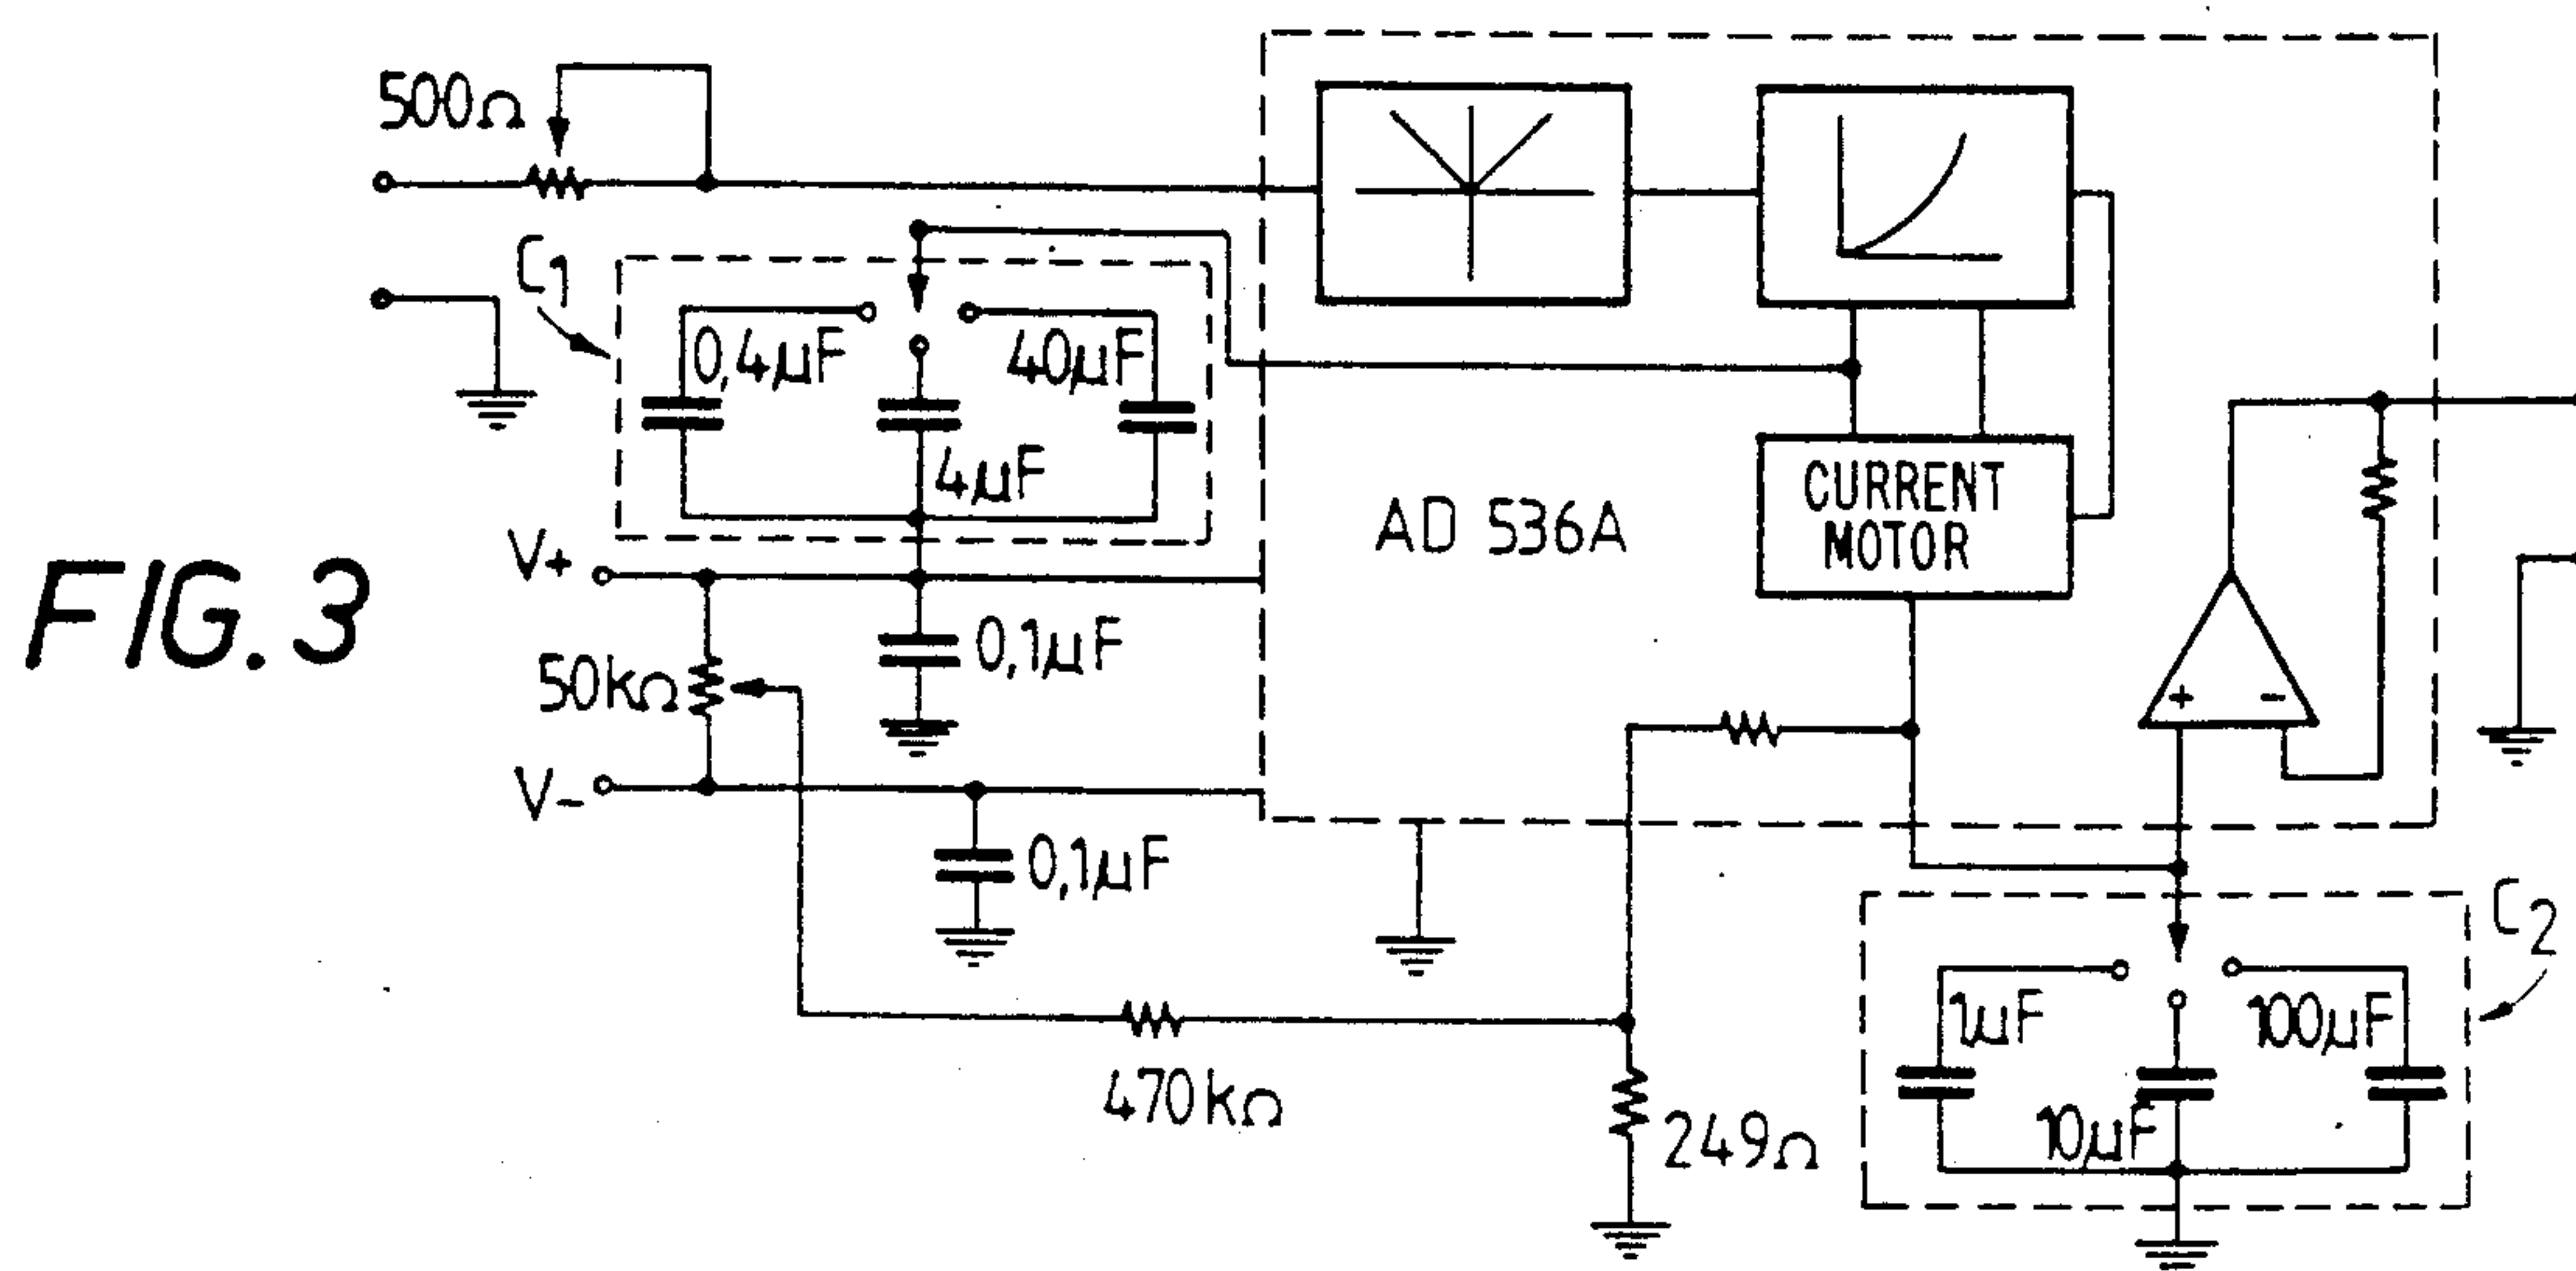 500Ω
C1
0,4μF
40μF
4μF
V+
AD 536A
CURRENT
MOTOR
FIG. 3
50kΩ
0,1μF
+ -
V-
0,1μF
C2
1μF
100μF
10μF
470kΩ
249Ω